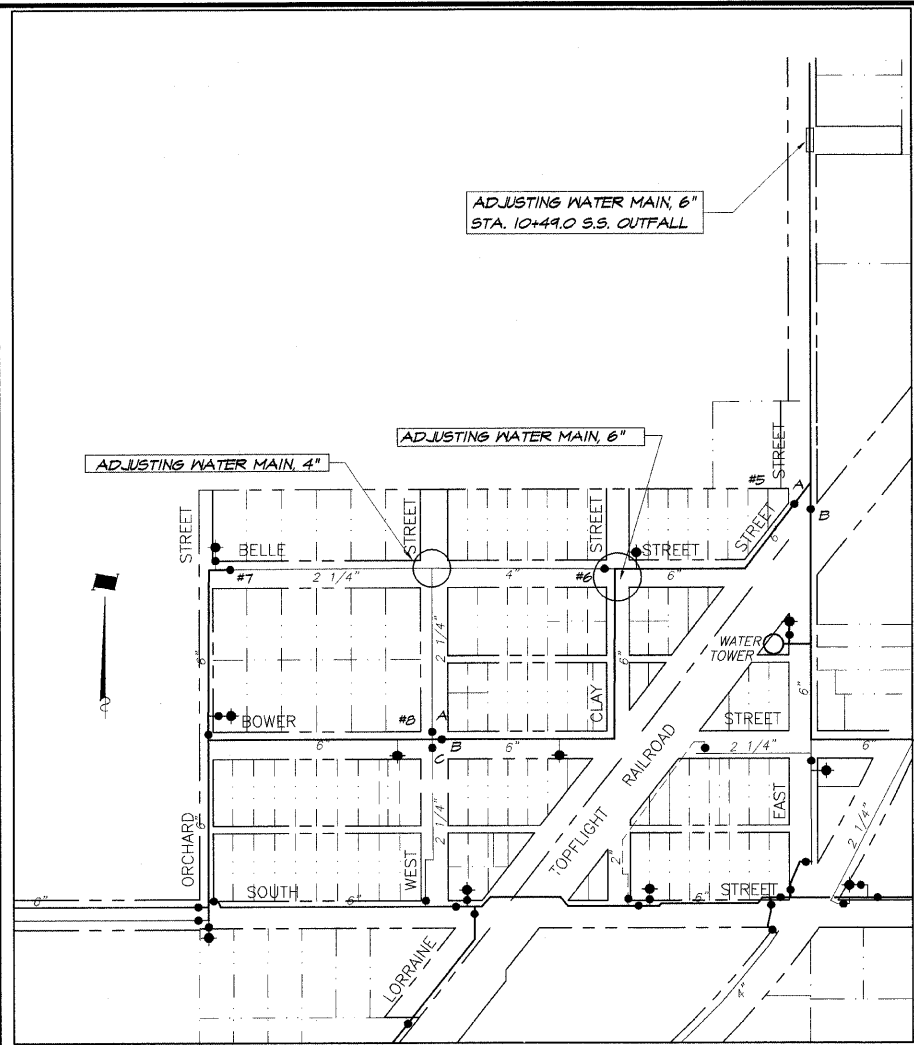 ADJUSTING WATER MAIN, 6"
STA. 10+49.0 S.S. OUTFALL
ADJUSTING WATER MAIN, 6"
ADJUSTING WATER MAIN, 4"
STREET
#5
A
B
STREET
STREET
STREET
STREET
6"
BELLE
STREET
#7
2 1/4"
4"
#6
6"
WATER
TOWER
2 1/4"
6"
6"
6"
CLAY
BOWER
#8
A
B
C
6"
6"
STREET
2 1/4"
6"
RAILROAD
TOPFLIGHT
EAST
2 1/4"
2 1/4"
2"
6"
ORCHARD
WEST
SOUTH
6"
6"
STREET
6"
LORRAINE
4"